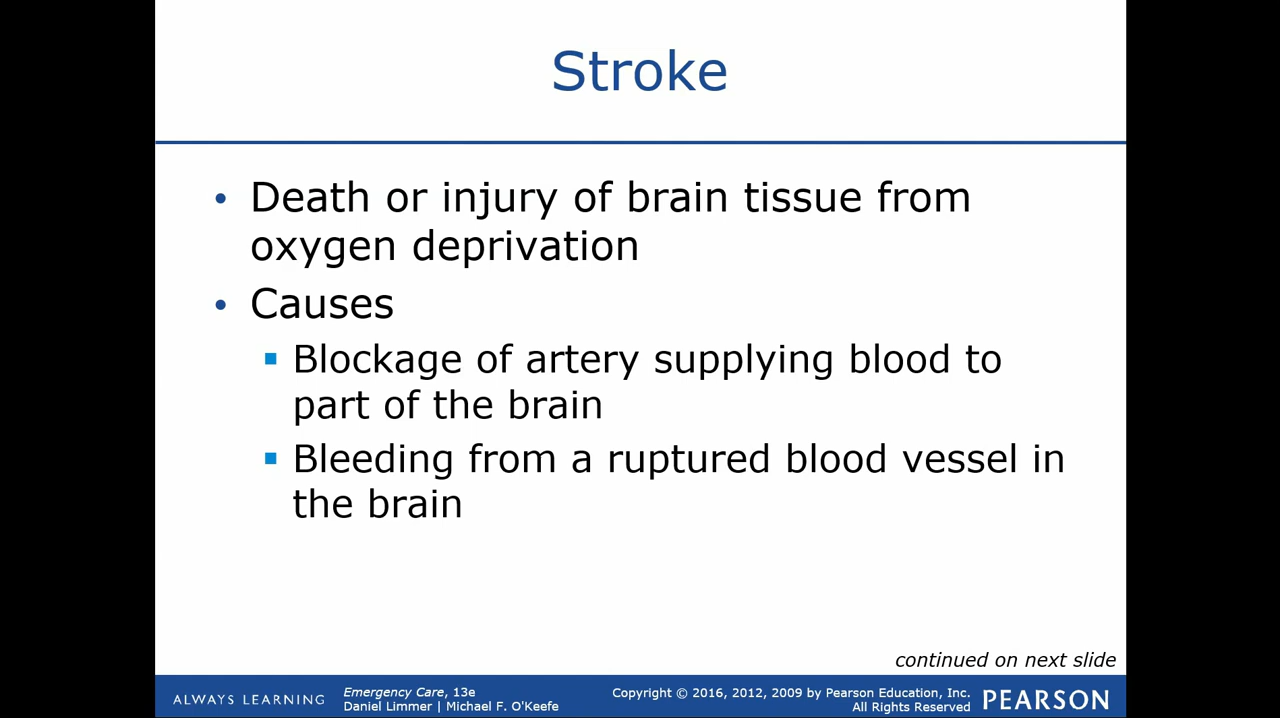 Stroke
• Death or injury of brain tissue from
oxygen deprivation
• Causes
▪ Blockage of artery supplying blood to
part of the brain
▪ Bleeding from a ruptured blood vessel in
the brain
continued on next slide
ALWAYS LEARNING
Emergency Care, 13e
Daniel Limmer | Michael F. O'Keefe
Copyright © 2016, 2012, 2009 by Pearson Education, Inc.
All Rights Reserved
PEARSON